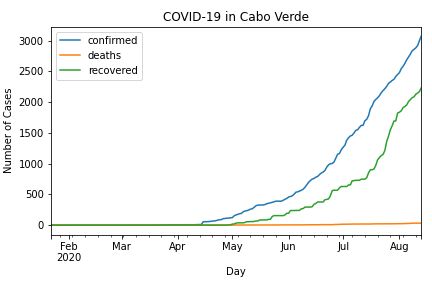 COVID-19 in Cabo Verde
confirmed
deaths
recovered
Number of Cases
3000
2500
2000
1500
1000
500
0
Feb
2020
Mar
Apr
May
Jun
Jul
Aug
Day